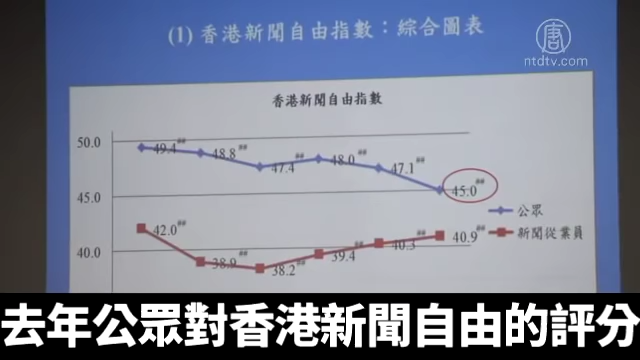 (1) 香港新聞自由指數：綜合圖表
唐
ntdtv.com
香港新聞自由指數
50.0
49.4##
48.8##
47.4##
48.0##
47.1##
45.0##
45.0
公眾
42.0##
38.9##
38.2##
39.4##
40.3##
40.9##
新聞從業員
40.0
去年公眾對香港新聞自由的評分